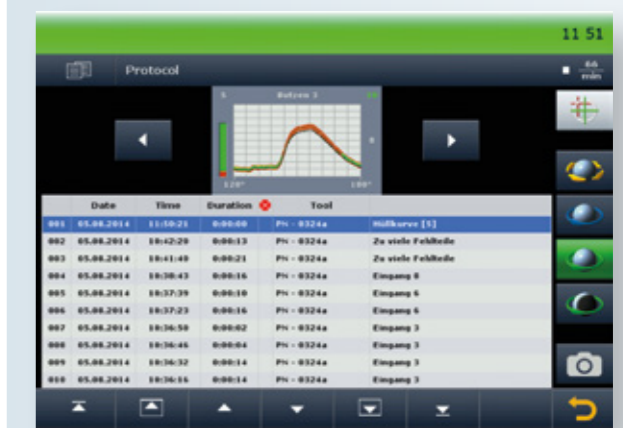 11 51
Protocol
66
min
5 Butzen 3
120° 180°
Date Time Duration Tool
001 05.08.2014 11:50:21 0:00:00 PN - 0324a Hüllkurve [5]
002 05.08.2014 10:42:29 0:00:13 PN - 0324a Zu viele Fehlteile
003 05.08.2014 10:41:40 0:00:21 PN - 0324a Zu viele Fehlteile
004 05.08.2014 10:38:43 0:00:16 PN - 0324a Eingang 8
005 05.08.2014 10:37:39 0:00:10 PN - 0324a Eingang 6
006 05.08.2014 10:37:23 0:00:16 PN - 0324a Eingang 6
007 05.08.2014 10:36:50 0:00:02 PN - 0324a Eingang 3
008 05.08.2014 10:36:46 0:00:04 PN - 0324a Eingang 3
009 05.08.2014 10:36:32 0:00:14 PN - 0324a Eingang 3
010 05.08.2014 10:36:16 0:00:14 PN - 0324a Eingang 3